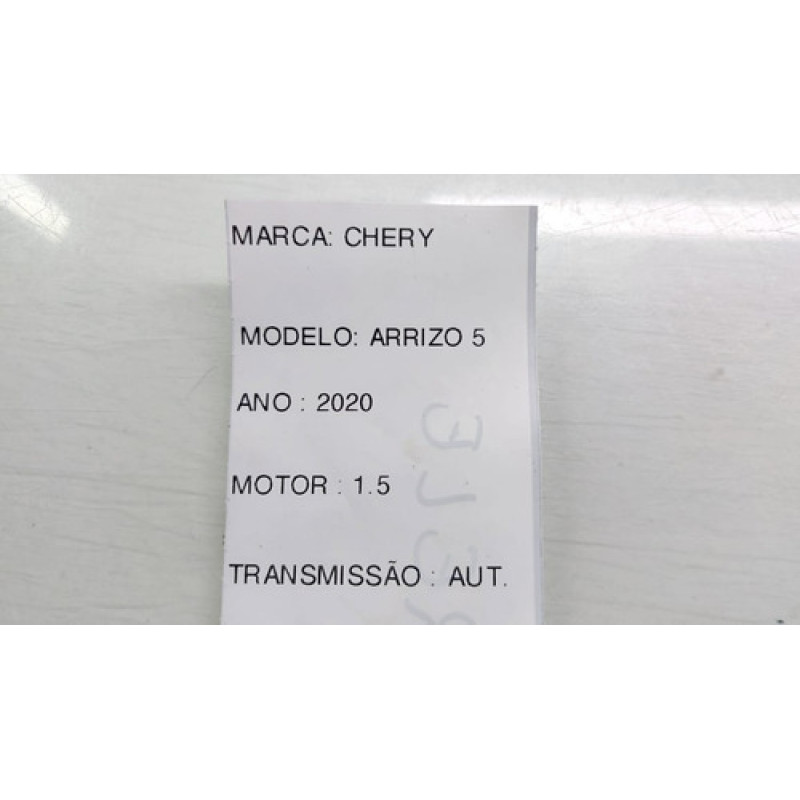 MARCA: CHERY
MODELO: ARRIZO 5
ANO : 2020
MOTOR : 1.5
TRANSMISSÃO : AUT.